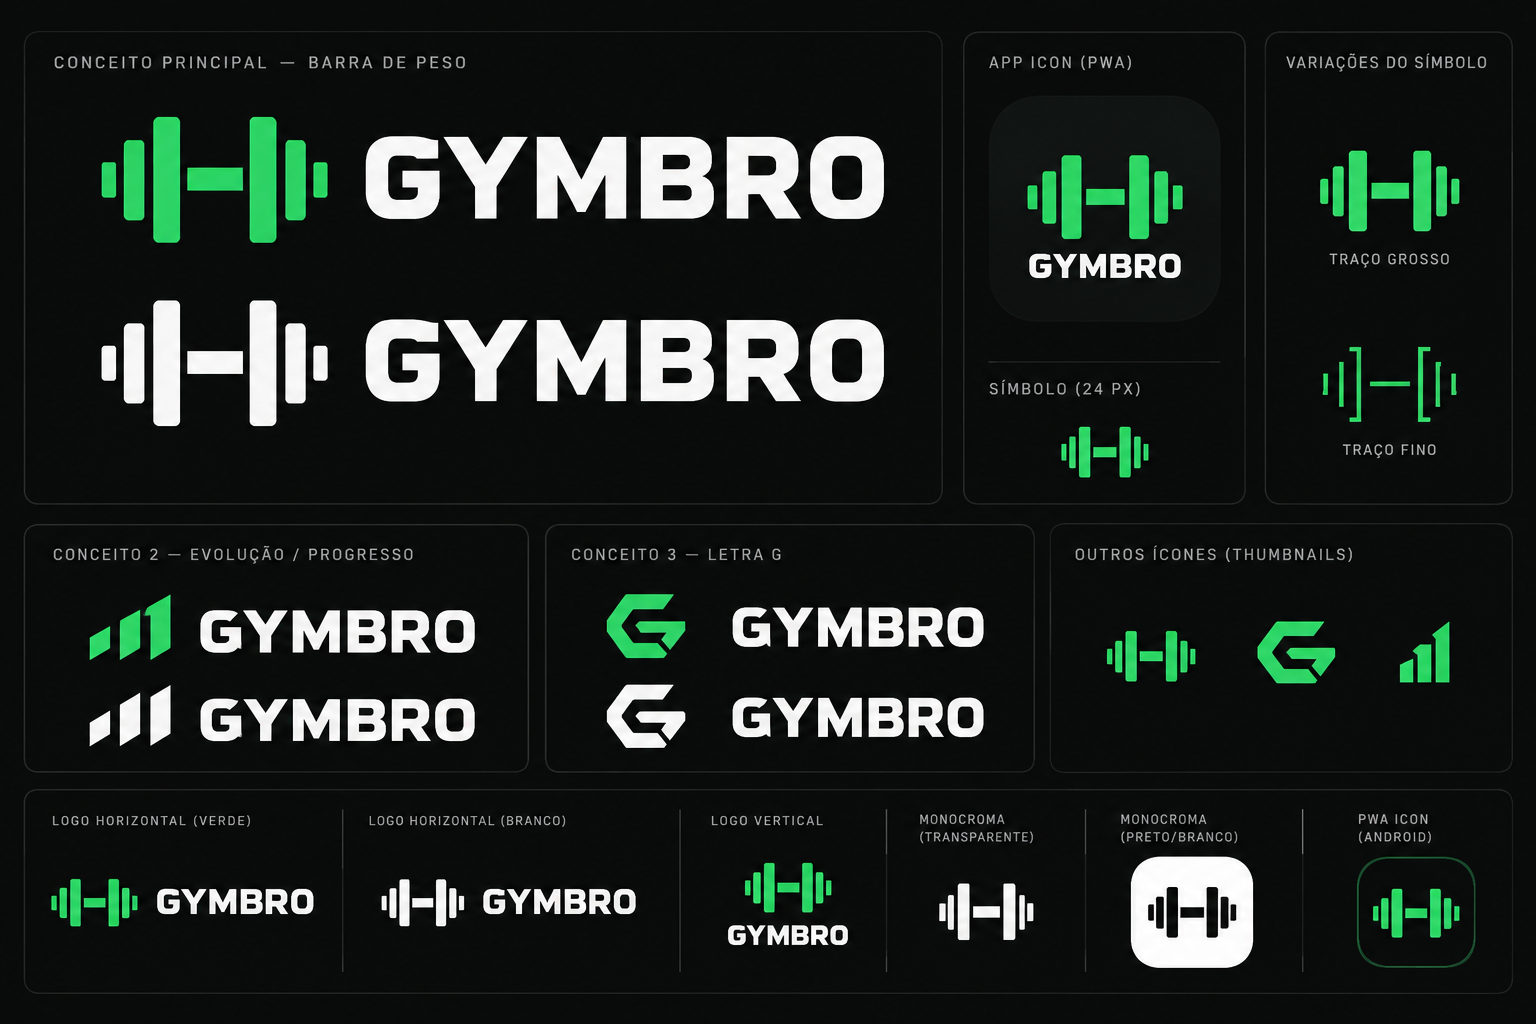 CONCEITO PRINCIPAL — BARRA DE PESO
GYMBRO
GYMBRO
APP ICON (PWA)
GYMBRO
SÍMBOLO (24 PX)
VARIAÇÕES DO SÍMBOLO
TRAÇO GROSSO
TRAÇO FINO
CONCEITO 2 — EVOLUÇÃO / PROGRESSO
GYMBRO
GYMBRO
CONCEITO 3 — LETRA G
GYMBRO
GYMBRO
OUTROS ÍCONES (THUMBNAILS)
LOGO HORIZONTAL (VERDE)
GYMBRO
LOGO HORIZONTAL (BRANCO)
GYMBRO
LOGO VERTICAL
GYMBRO
MONOCROMA
(TRANSPARENTE)
MONOCROMA
(PRETO/BRANCO)
PWA ICON
(ANDROID)